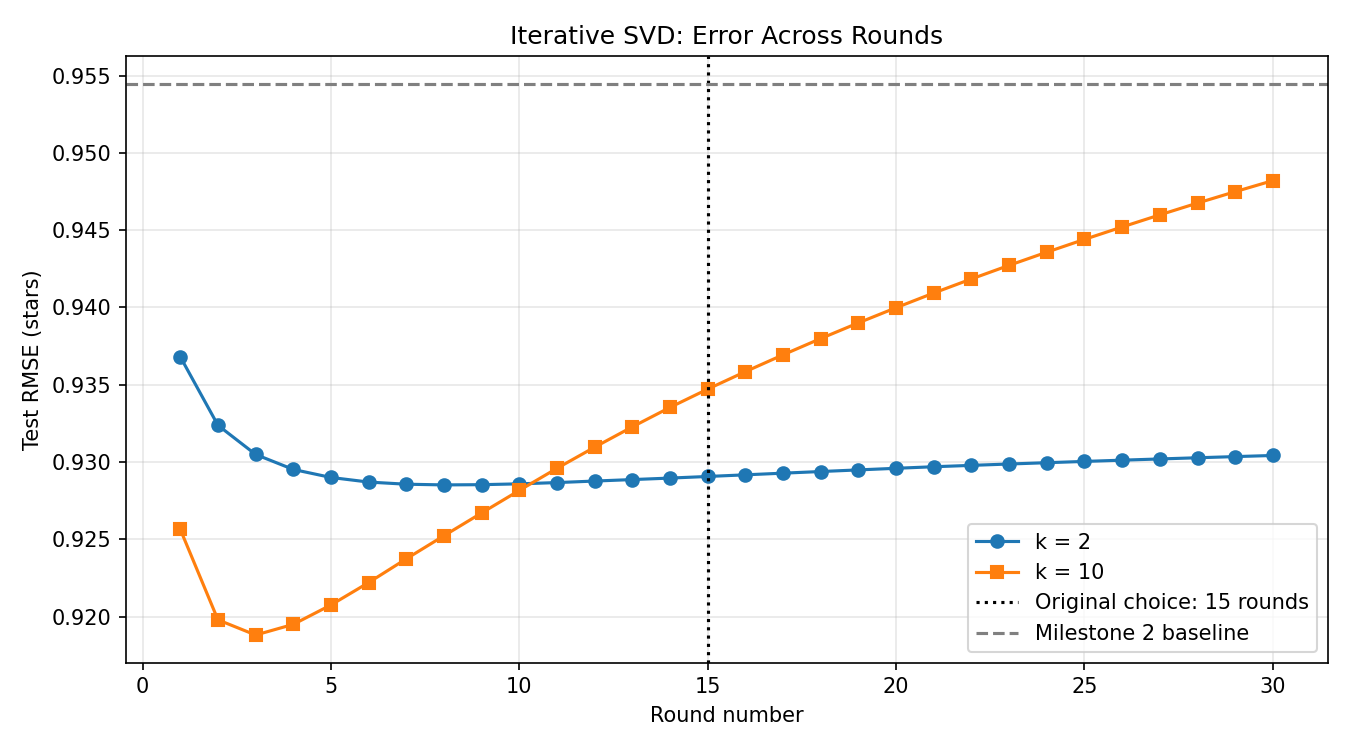 Iterative SVD: Error Across Rounds
0.955
0.950
0.945
0.940
0.935
0.930
0.925
0.920
Test RMSE (stars)
k = 2
k = 10
Original choice: 15 rounds
Milestone 2 baseline
0 5 10 15 20 25 30
Round number